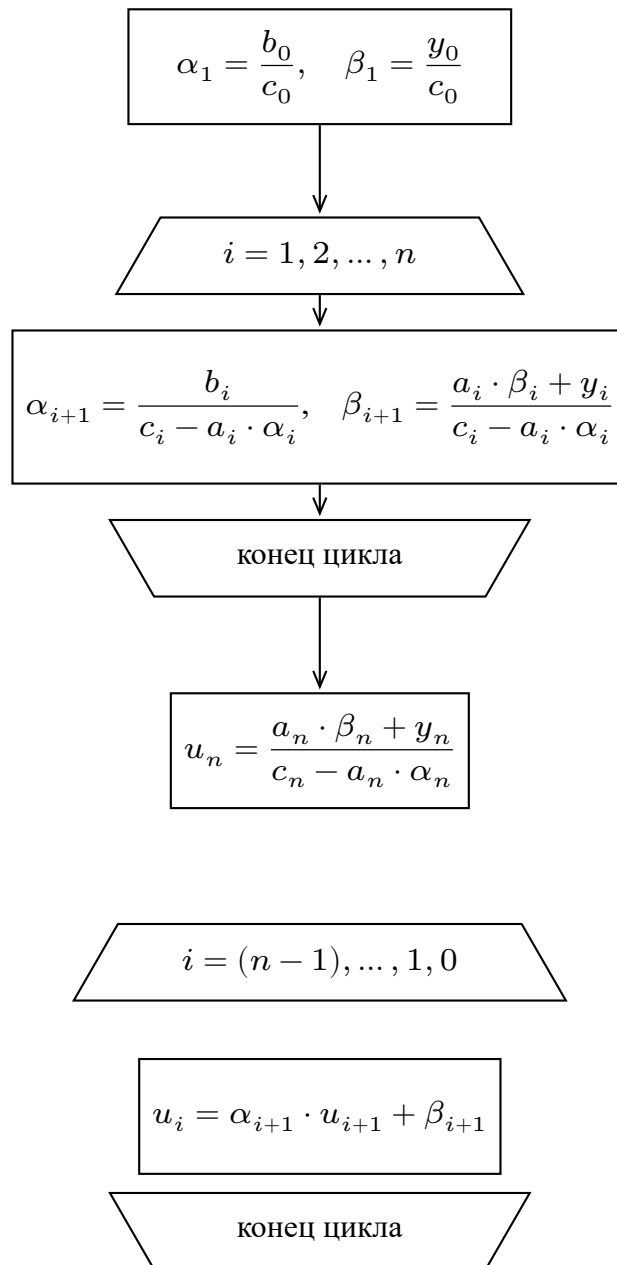 α₁ = b₀/c₀, β₁ = y₀/c₀
i = 1, 2, ... , n
αᵢ₊₁ = bᵢ/(cᵢ − aᵢ · αᵢ), βᵢ₊₁ = (aᵢ · βᵢ + yᵢ)/(cᵢ − aᵢ · αᵢ)
конец цикла
uₙ = (aₙ · βₙ + yₙ)/(cₙ − aₙ · αₙ)
i = (n − 1), ... , 1, 0
uᵢ = αᵢ₊₁ · uᵢ₊₁ + βᵢ₊₁
конец цикла